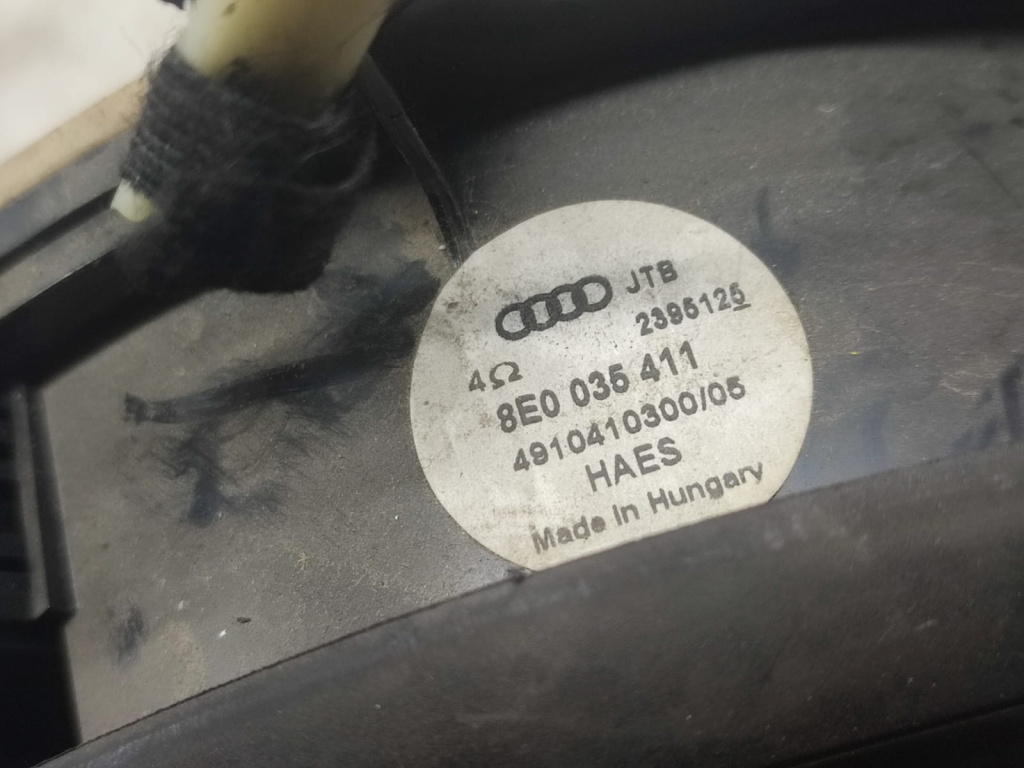 JTB
2395125
4Ω
8E0 035 411
4910410300/05
HAES
Made In Hungary